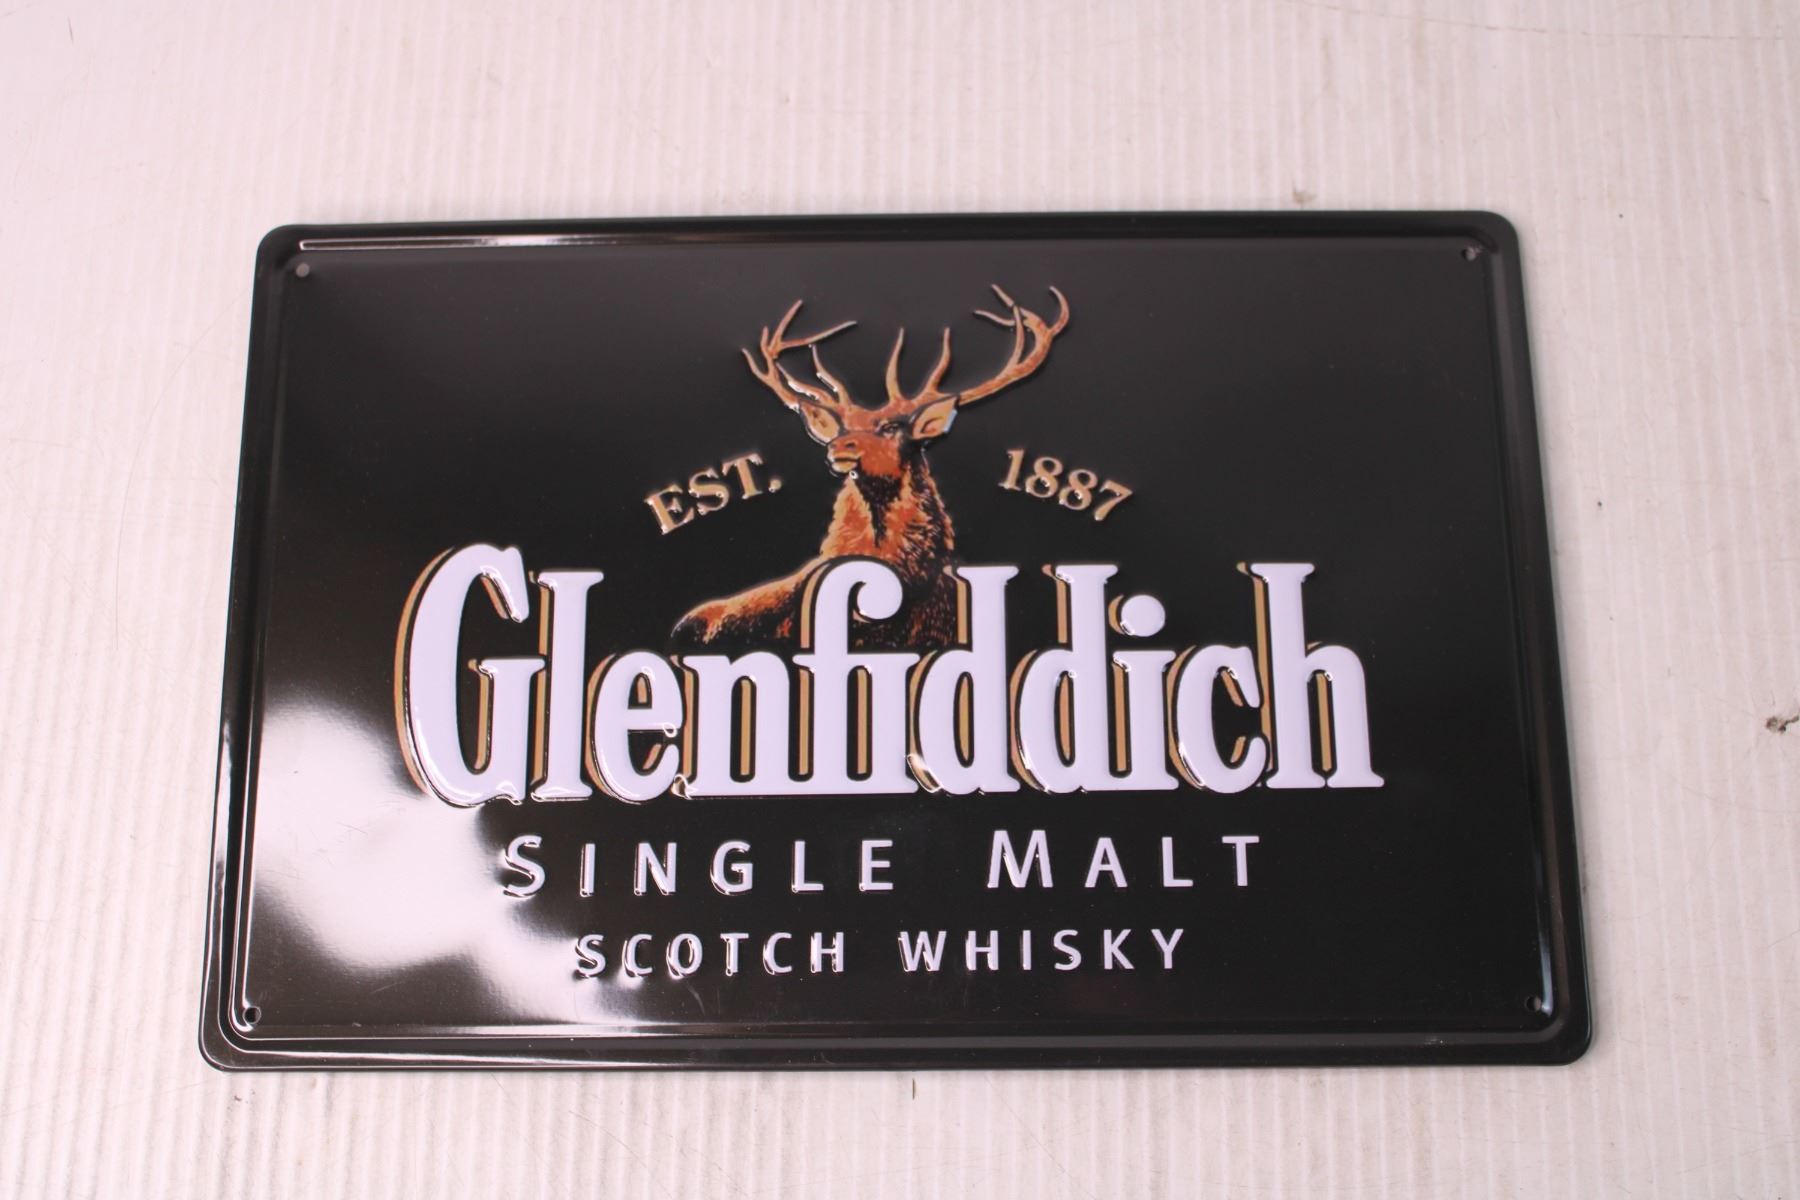 EST. 1887
Glenfiddich
SINGLE MALT
SCOTCH WHISKY